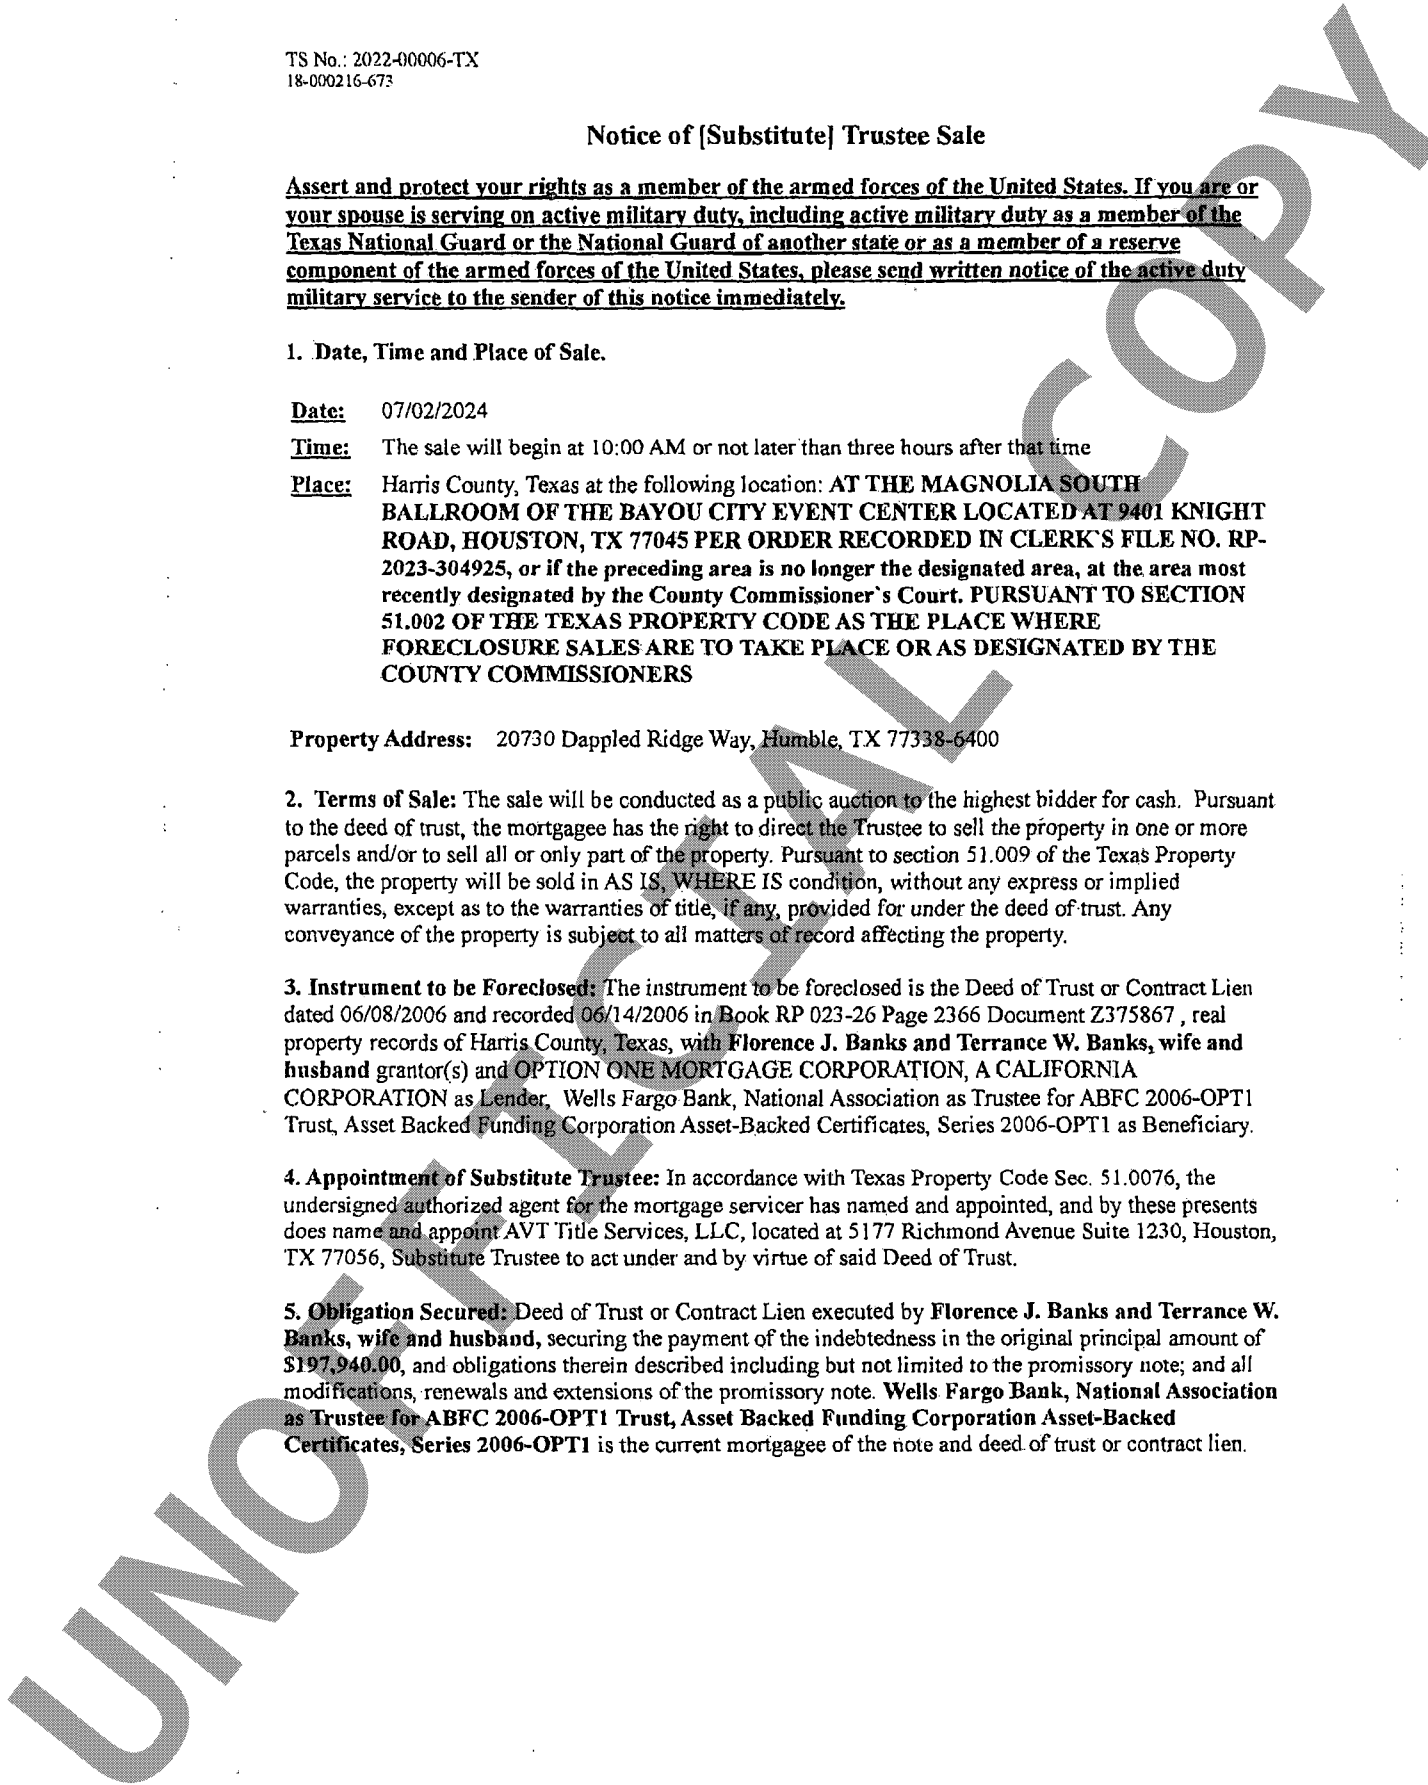 TS No.: 2022-00006-TX
18-000216-673
Notice of [Substitute] Trustee Sale
Assert and protect your rights as a member of the armed forces of the United States. If you are or
your spouse is serving on active military duty, including active military duty as a member of the
Texas National Guard or the National Guard of another state or as a member of a reserve
component of the armed forces of the United States, please send written notice of the active duty
military service to the sender of this notice immediately.
1. Date, Time and Place of Sale.
Date: 07/02/2024
Time: The sale will begin at 10:00 AM or not later than three hours after that time
Place: Harris County, Texas at the following location: AT THE MAGNOLIA SOUTH
BALLROOM OF THE BAYOU CITY EVENT CENTER LOCATED AT 9401 KNIGHT
ROAD, HOUSTON, TX 77045 PER ORDER RECORDED IN CLERK'S FILE NO. RP-
2023-304925, or if the preceding area is no longer the designated area, at the area most
recently designated by the County Commissioner's Court. PURSUANT TO SECTION
51.002 OF THE TEXAS PROPERTY CODE AS THE PLACE WHERE
FORECLOSURE SALES ARE TO TAKE PLACE OR AS DESIGNATED BY THE
COUNTY COMMISSIONERS
Property Address: 20730 Dappled Ridge Way, Humble, TX 77338-6400
2. Terms of Sale: The sale will be conducted as a public auction to the highest bidder for cash. Pursuant
to the deed of trust, the mortgagee has the right to direct the Trustee to sell the property in one or more
parcels and/or to sell all or only part of the property. Pursuant to section 51.009 of the Texas Property
Code, the property will be sold in AS IS, WHERE IS condition, without any express or implied
warranties, except as to the warranties of title, if any, provided for under the deed of trust. Any
conveyance of the property is subject to all matters of record affecting the property.
3. Instrument to be Foreclosed: The instrument to be foreclosed is the Deed of Trust or Contract Lien
dated 06/08/2006 and recorded 06/14/2006 in Book RP 023-26 Page 2366 Document Z375867 , real
property records of Harris County, Texas, with Florence J. Banks and Terrance W. Banks, wife and
husband grantor(s) and OPTION ONE MORTGAGE CORPORATION, A CALIFORNIA
CORPORATION as Lender, Wells Fargo Bank, National Association as Trustee for ABFC 2006-OPT1
Trust, Asset Backed Funding Corporation Asset-Backed Certificates, Series 2006-OPT1 as Beneficiary.
4. Appointment of Substitute Trustee: In accordance with Texas Property Code Sec. 51.0076, the
undersigned authorized agent for the mortgage servicer has named and appointed, and by these presents
does name and appoint AVT Title Services, LLC, located at 5177 Richmond Avenue Suite 1230, Houston,
TX 77056, Substitute Trustee to act under and by virtue of said Deed of Trust.
5. Obligation Secured: Deed of Trust or Contract Lien executed by Florence J. Banks and Terrance W.
Banks, wife and husband, securing the payment of the indebtedness in the original principal amount of
$197,940.00, and obligations therein described including but not limited to the promissory note; and all
modifications, renewals and extensions of the promissory note. Wells Fargo Bank, National Association
as Trustee for ABFC 2006-OPT1 Trust, Asset Backed Funding Corporation Asset-Backed
Certificates, Series 2006-OPT1 is the current mortgagee of the note and deed of trust or contract lien.
UNOFFICIAL COPY